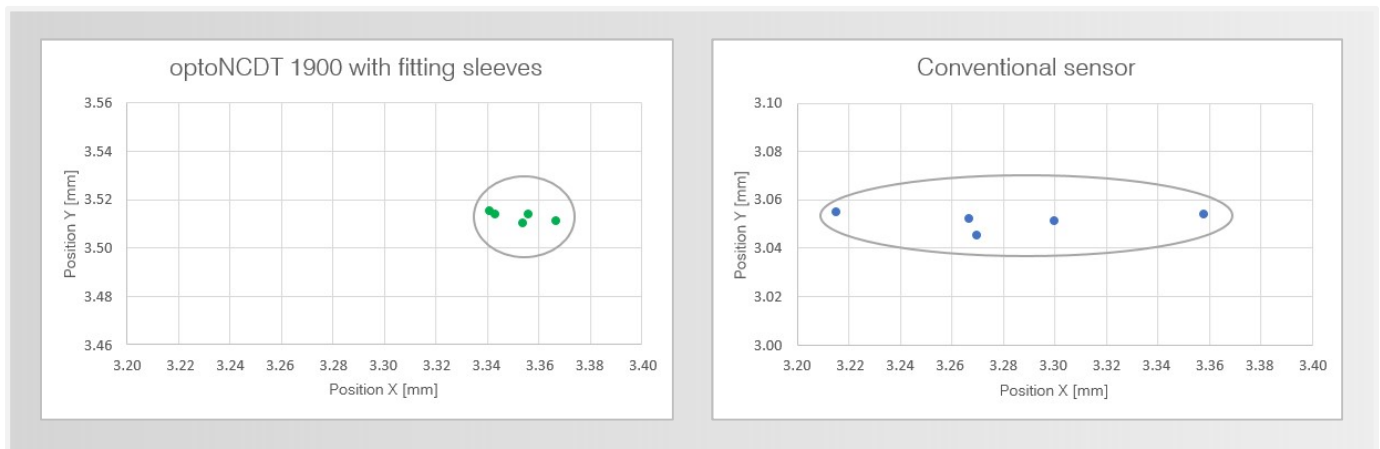 optoNCDT 1900 with fitting sleeves
Position Y [mm]
3.56
3.54
3.52
3.50
3.48
3.46
3.20 3.22 3.24 3.26 3.28 3.30 3.32 3.34 3.36 3.38 3.40
Position X [mm]
Conventional sensor
Position Y [mm]
3.10
3.08
3.06
3.04
3.02
3.00
3.20 3.22 3.24 3.26 3.28 3.30 3.32 3.34 3.36 3.38 3.40
Position X [mm]